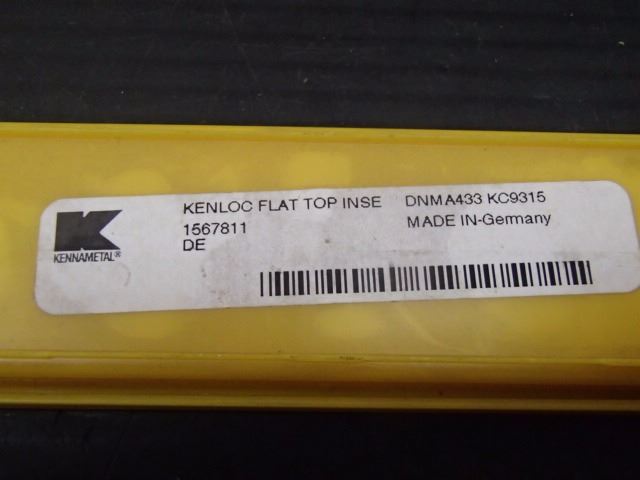 KENLOC FLAT TOP INSE DNMA433 KC9315
1567811 MADE IN-Germany
DE
K
KENNAMETAL®